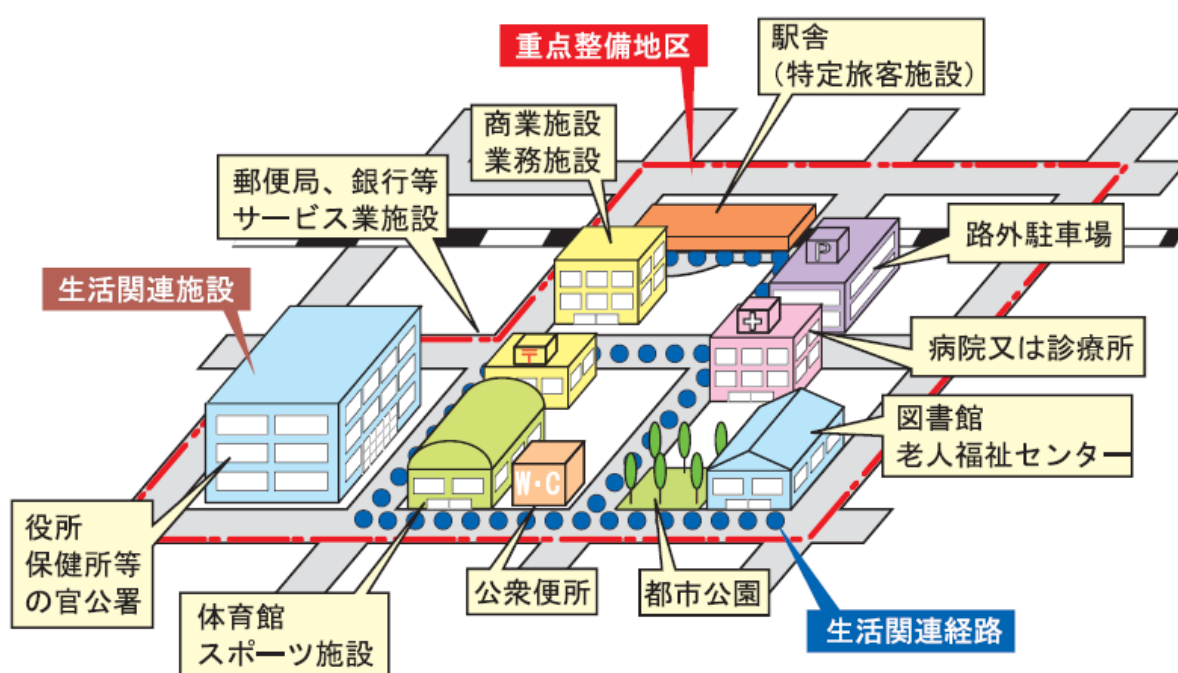 重点整備地区
駅舎
（特定旅客施設）
商業施設
業務施設
郵便局、銀行等
サービス業施設
路外駐車場
P
生活関連施設
〒
病院又は診療所
図書館
老人福祉センター
W・C
役所
保健所等
の官公署
体育館
スポーツ施設
公衆便所
都市公園
生活関連経路